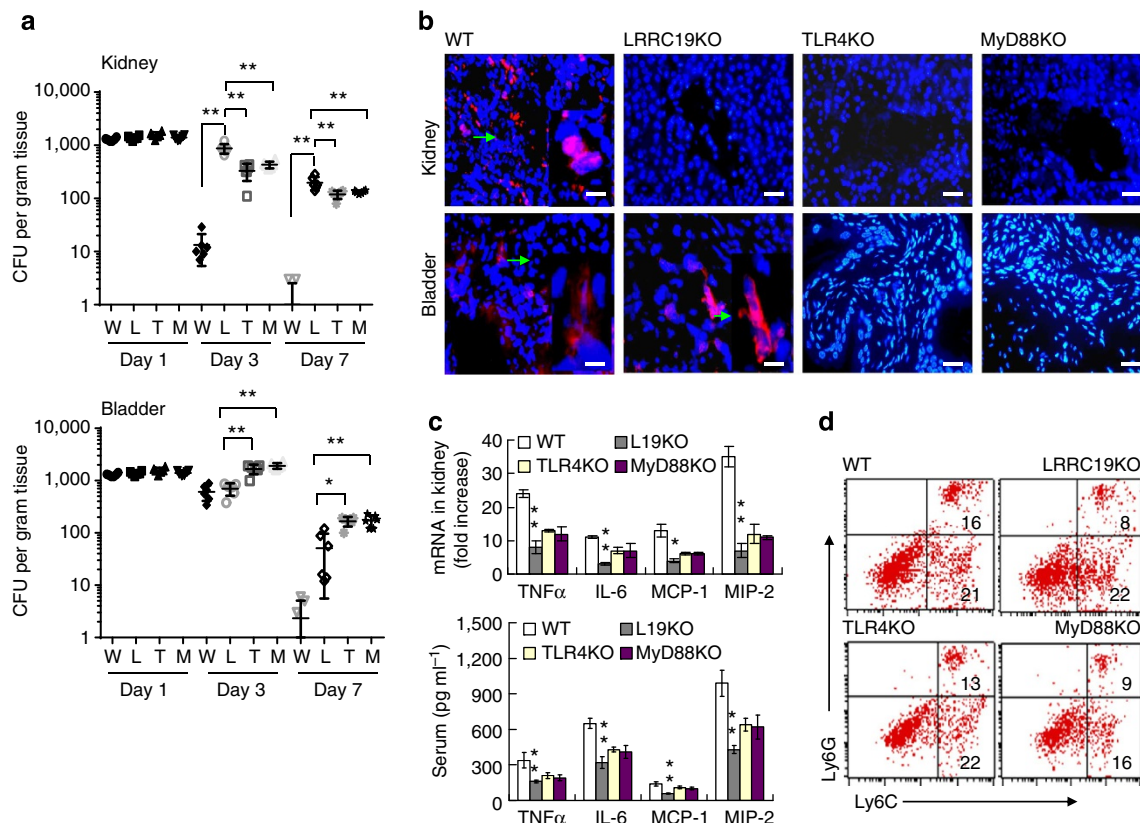 a
Kidney
CFU per gram tissue
10,000
1,000
100
10
1
** ** **
** ** **
W L T M W L T M W L T M
Day 1 Day 3 Day 7
Bladder
CFU per gram tissue
10,000
1,000
100
10
1
** **
* **
W L T M W L T M W L T M
Day 1 Day 3 Day 7
b
WT LRRC19KO TLR4KO MyD88KO
Kidney
Bladder
c
mRNA in kidney
(fold increase)
40
30
20
10
0
WT L19KO
TLR4KO MyD88KO
** ** * **
TNFα IL-6 MCP-1 MIP-2
Serum (pg ml⁻¹)
1,500
1,200
900
600
300
0
WT L19KO
TLR4KO MyD88KO
** ** ** **
TNFα IL-6 MCP-1 MIP-2
d
WT LRRC19KO
16 8
21 22
TLR4KO MyD88KO
13 9
22 16
Ly6G
Ly6C